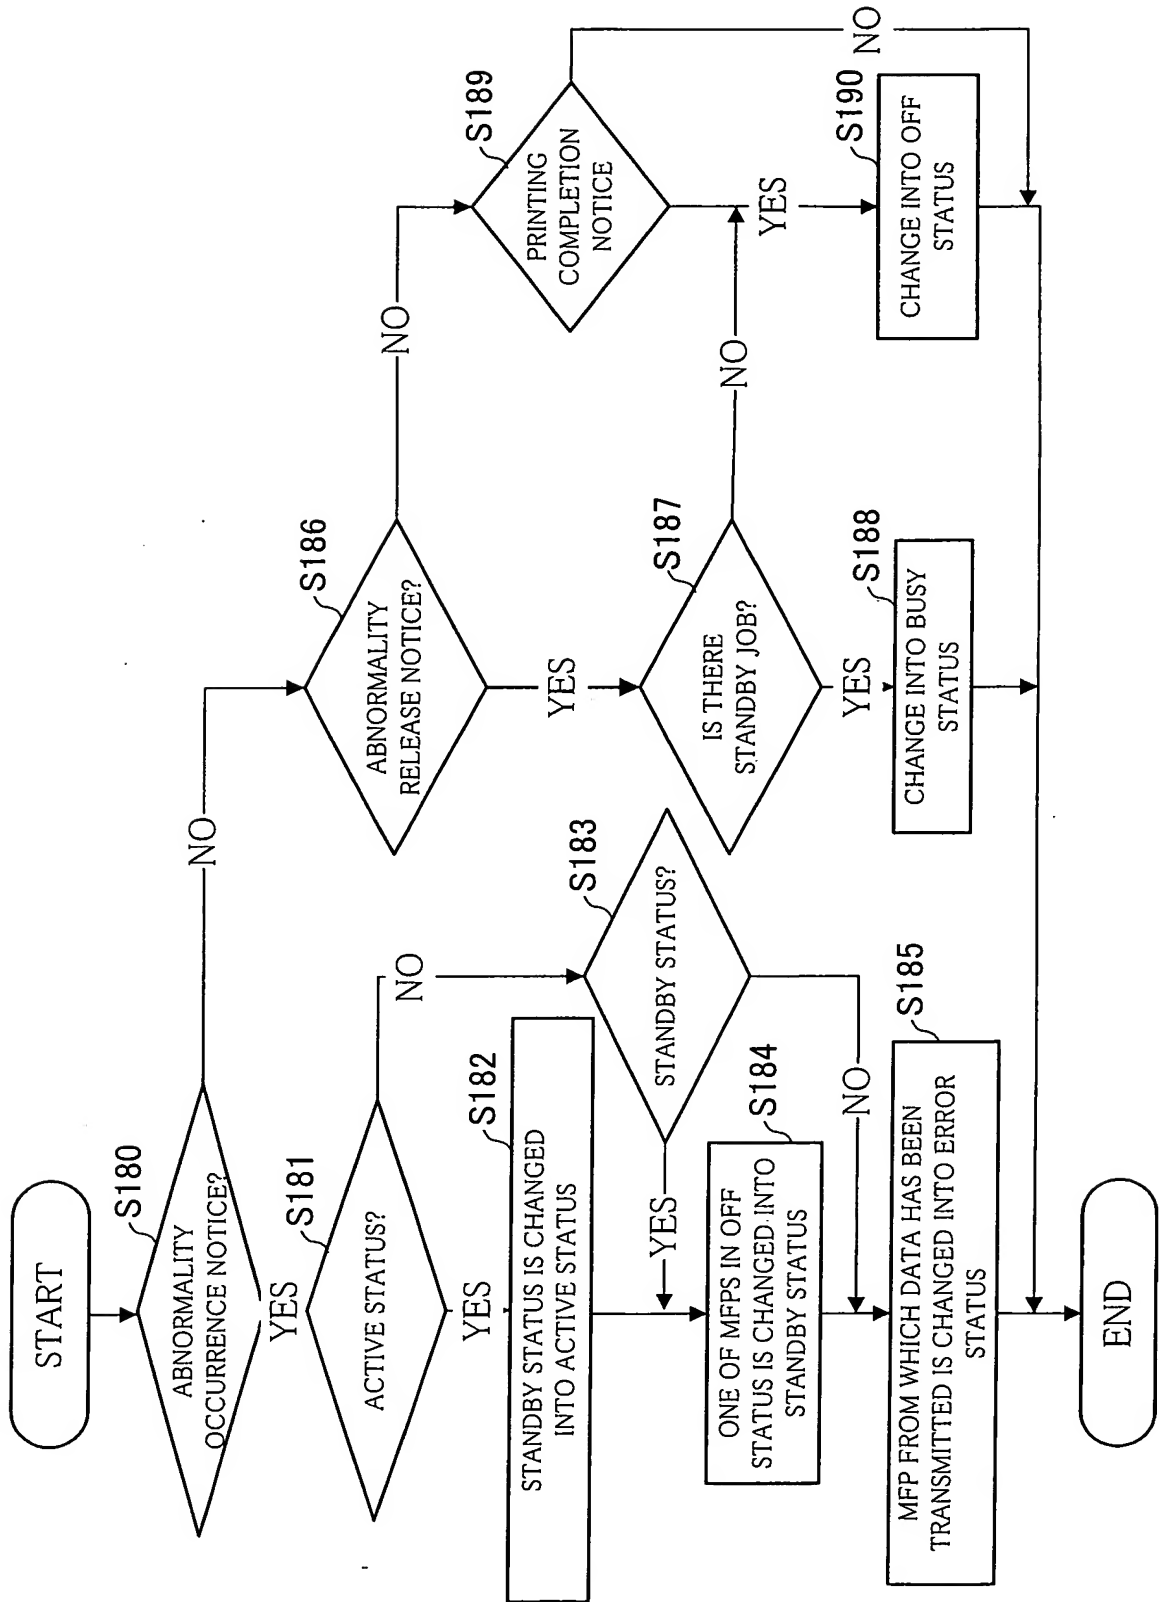 START
S180
ABNORMALITY
OCCURRENCE NOTICE?
NO
YES
S181
ACTIVE STATUS?
NO
YES
S182
STANDBY STATUS IS CHANGED
INTO ACTIVE STATUS
S183
STANDBY STATUS?
YES
NO
S184
ONE OF MFPS IN OFF
STATUS IS CHANGED INTO
STANDBY STATUS
S185
MFP FROM WHICH DATA HAS BEEN
TRANSMITTED IS CHANGED INTO ERROR
STATUS
S186
ABNORMALITY
RELEASE NOTICE?
NO
YES
S187
IS THERE
STANDBY JOB?
NO
YES
S188
CHANGE INTO BUSY
STATUS
S189
PRINTING
COMPLETION
NOTICE
NO
YES
S190
CHANGE INTO OFF
STATUS
END